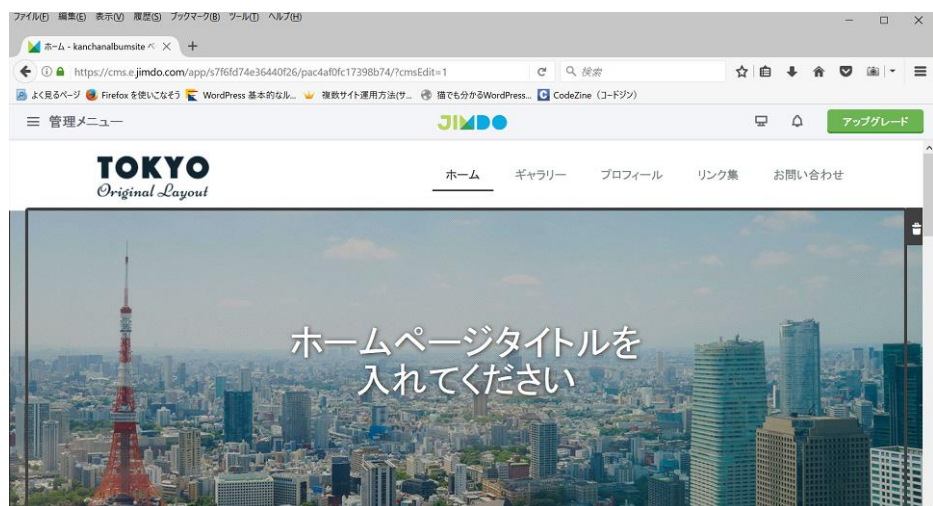 ファイル(F) 編集(E) 表示(V) 履歴(S) ブックマーク(B) ツール(T) ヘルプ(H)
ホーム - kanchanalbumsite ペ
https://cms.e.jimdo.com/app/s7f6fd74e36440f26/pac4af0fc17398b74/?cmsEdit=1
検索
よく見るページ Firefox を使いこなそう WordPress 基本的なル... 複数サイト運用方法(サ... 猫でも分かるWordPress... CodeZine（コードジン）
管理メニュー JIMDO アップグレード
TOKYO
Original Layout
ホーム ギャラリー プロフィール リンク集 お問い合わせ
ホームページタイトルを
入れてください